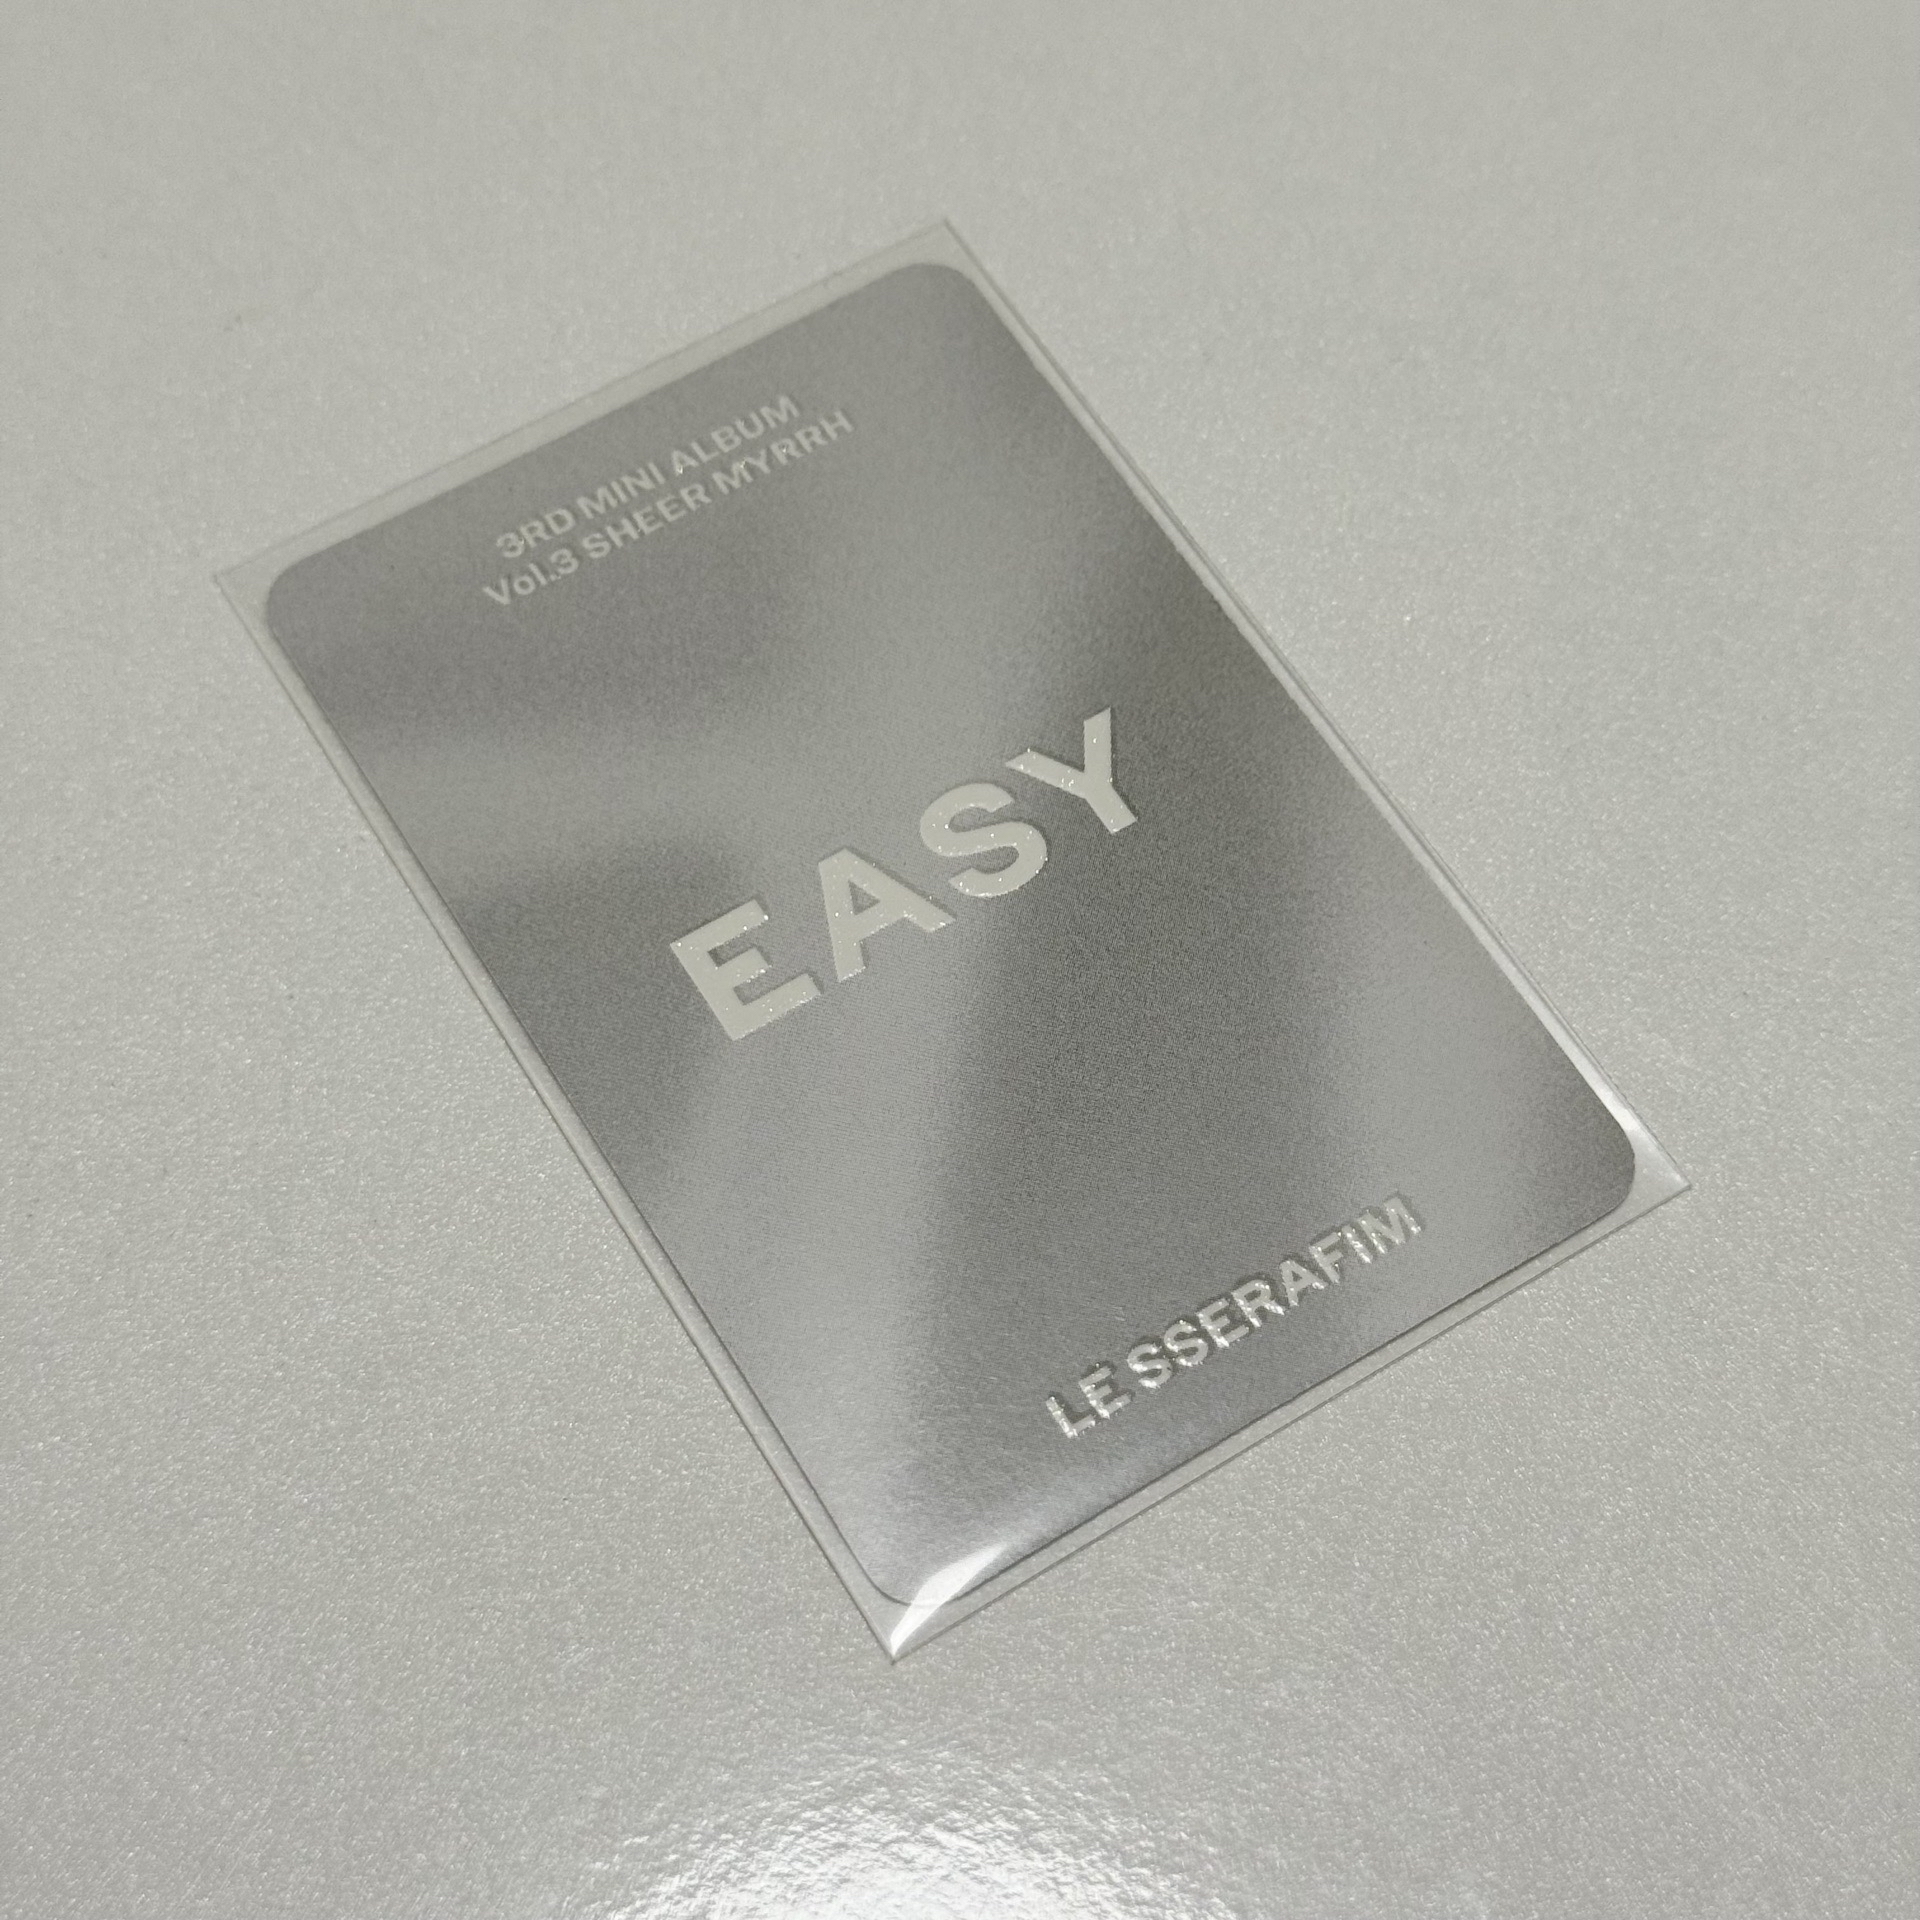 3RD MINI ALBUM
Vol.3 SHEER MYRRH
EASY
LE SSERAFIM